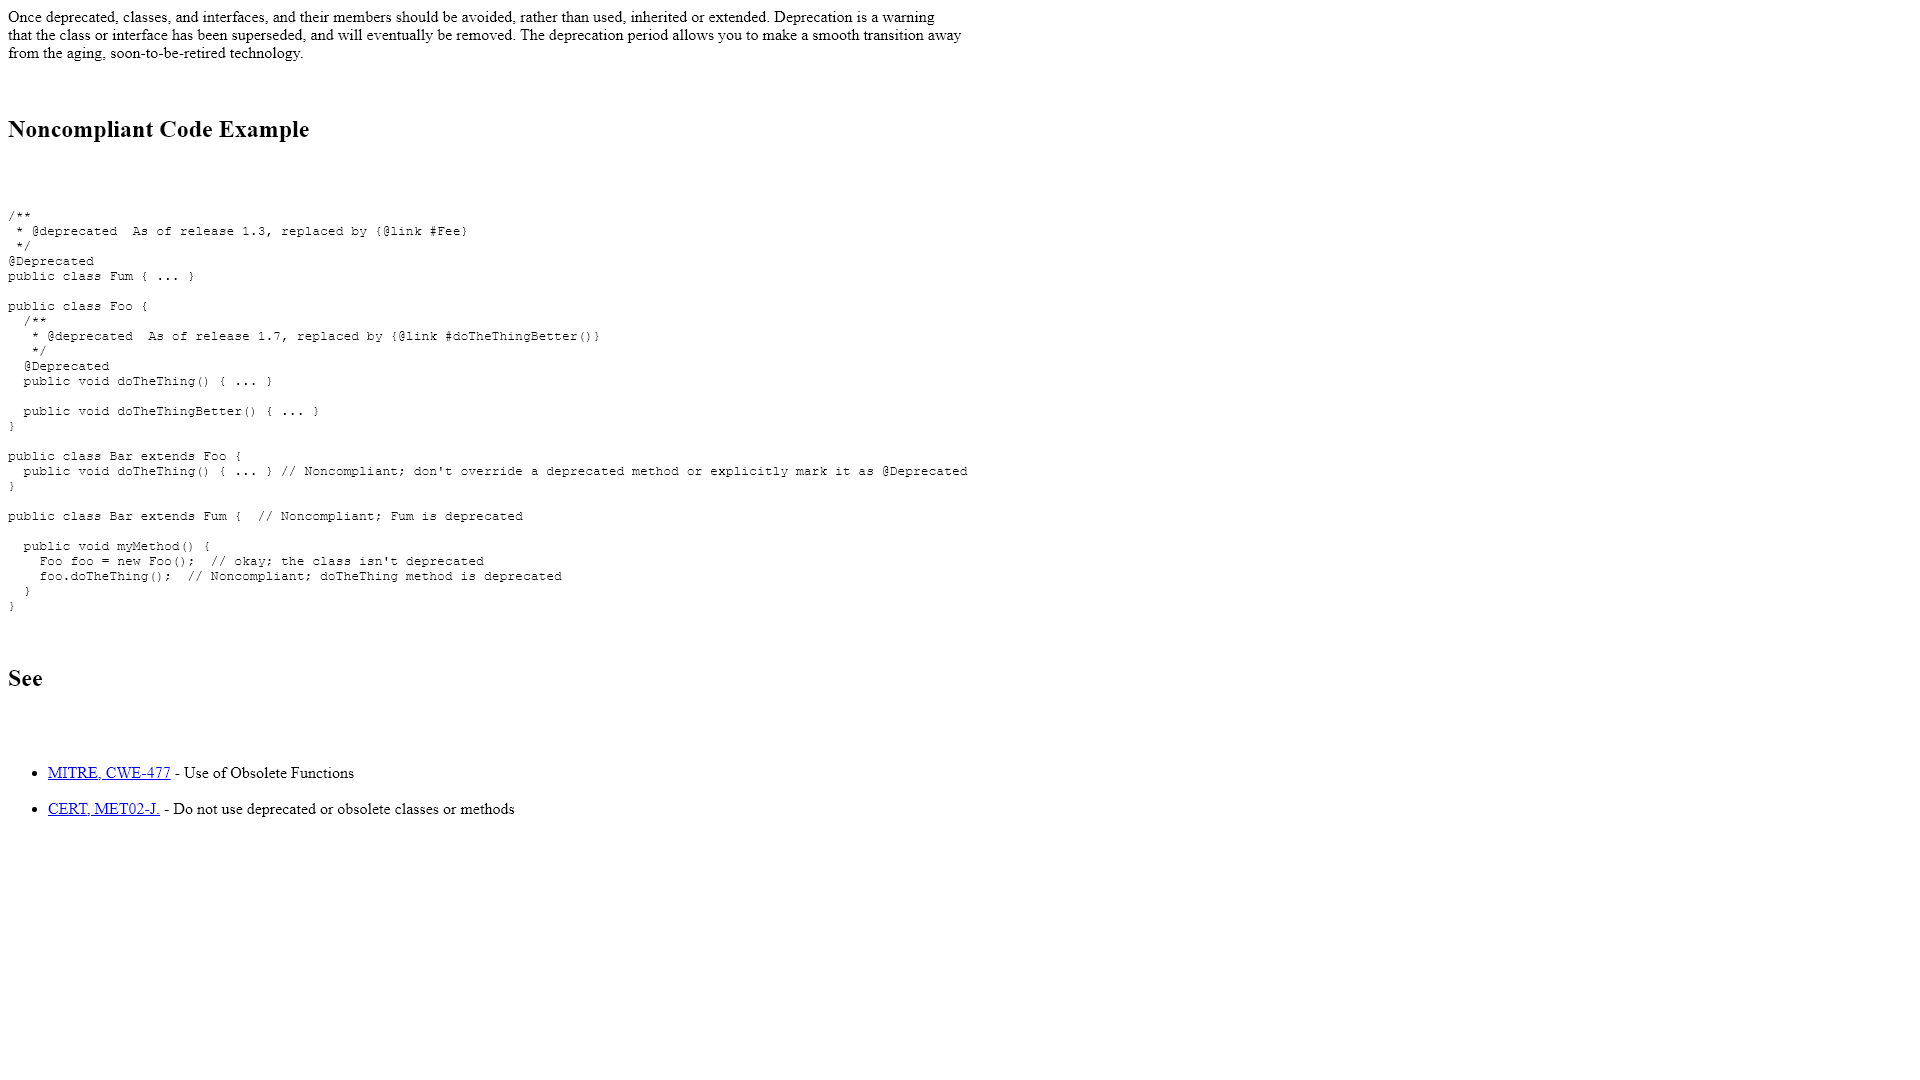 Once deprecated, classes, and interfaces, and their members should be avoided, rather than used, inherited or extended. Deprecation is a warning
that the class or interface has been superseded, and will eventually be removed. The deprecation period allows you to make a smooth transition away
from the aging, soon-to-be-retired technology.
Noncompliant Code Example
/**
 * @deprecated  As of release 1.3, replaced by {@link #Fee}
 */
@Deprecated
public class Fum { ... }

public class Foo {
  /**
   * @deprecated  As of release 1.7, replaced by {@link #doTheThingBetter()}
   */
  @Deprecated
  public void doTheThing() { ... }

  public void doTheThingBetter() { ... }
}

public class Bar extends Foo {
  public void doTheThing() { ... } // Noncompliant; don't override a deprecated method or explicitly mark it as @Deprecated
}

public class Bar extends Fum {  // Noncompliant; Fum is deprecated

  public void myMethod() {
    Foo foo = new Foo();  // okay; the class isn't deprecated
    foo.doTheThing();  // Noncompliant; doTheThing method is deprecated
  }
}
See
• MITRE, CWE-477 - Use of Obsolete Functions
• CERT, MET02-J. - Do not use deprecated or obsolete classes or methods